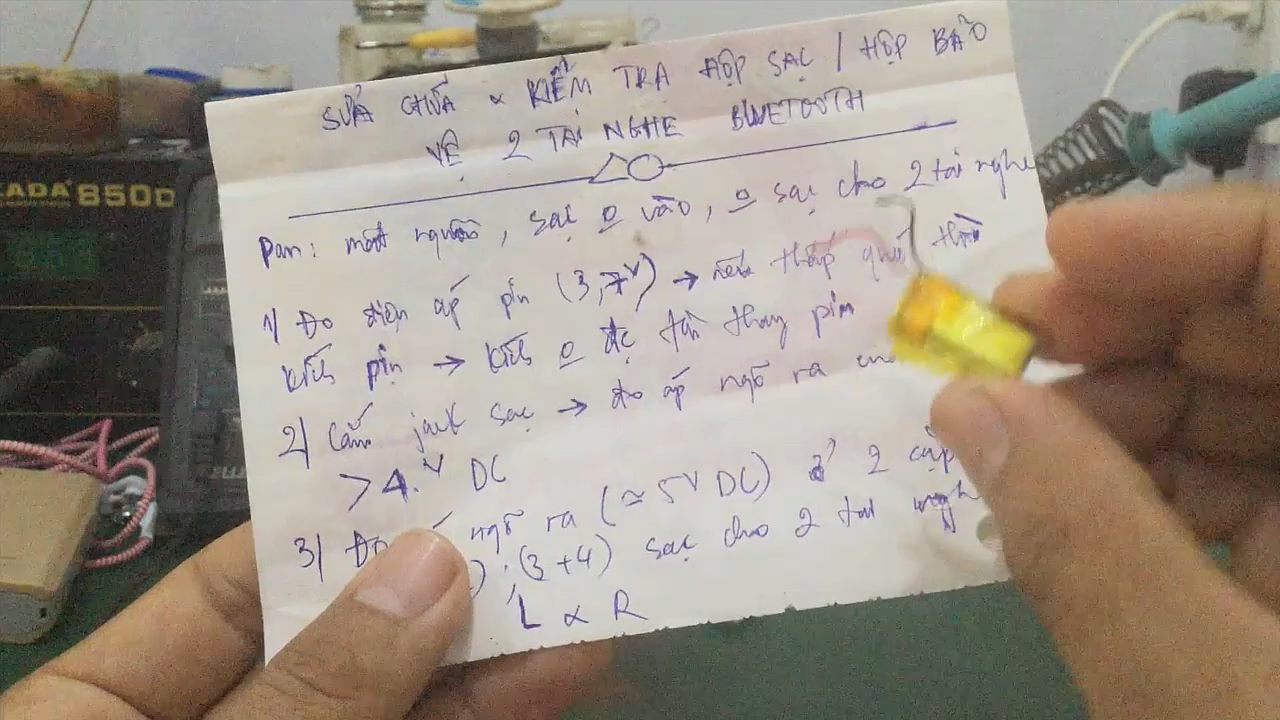 SỬA CHỮA & KIỂM TRA HỘP SẠC / HỘP BẢO
VỆ 2 TAI NGHE BLUETOOTH
Pan: mất nguồn, sạc o vào, o sạc cho 2 tai nghe
1/ Đo điện áp pin (3,7V) → nếu thấp quá thì
kích pin → kích o đc thì thay pin
2/ Cắm jack sạc → đo áp ngõ ra
>4.V DC
3/ Đo ngõ ra (≃ 5V DC) ở 2 cặp
; (3+4) sạc cho 2 tai
L & R
850D